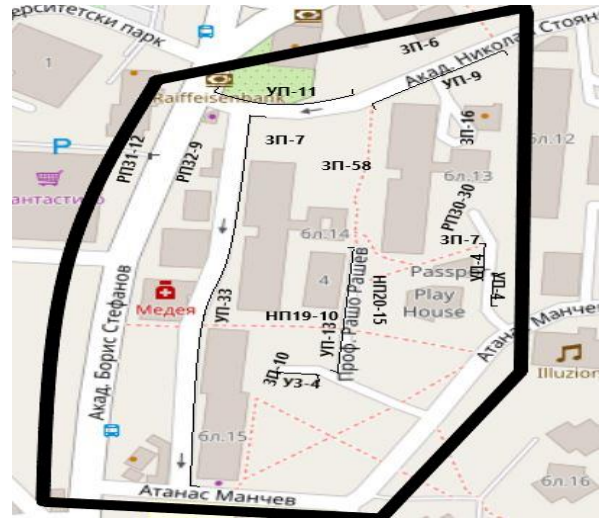 ерситетски парк
ЗП-6
Акад. Никола Стоян
1
УП-11
УП-9
Raiffeisenbank
P
РП31-12
РП32-9
ЗП-7
ЗП-58
ЗП-16
бл.12
антастико
бл.13
РП30-30
бл.14
ЗП-7
4
Passp
УП-4
УП-4
Play
House
Медея
УП-33
НП19-10
УП-13
Проф. Рашо Рашев
НП20-15
Атанас Манч
Illuzion
Акад. Борис Стефанов
ЗП-10
УЗ-4
бл.15
Атанас Манчев
бл.16